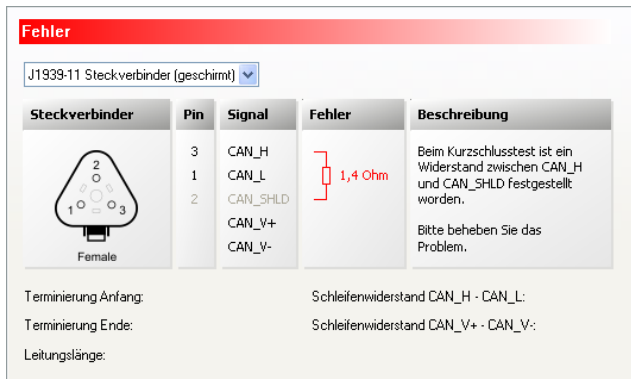 Fehler
J1939-11 Steckverbinder (geschirmt)
Steckverbinder Pin Signal Fehler Beschreibung
2
1 3
Female
3 CAN_H
1 CAN_L
2 CAN_SHLD
CAN_V+
CAN_V-
1,4 Ohm
Beim Kurzschlusstest ist ein
Widerstand zwischen CAN_H
und CAN_SHLD festgestellt
worden.
Bitte beheben Sie das
Problem.
Terminierung Anfang: Schleifenwiderstand CAN_H - CAN_L:
Terminierung Ende: Schleifenwiderstand CAN_V+ - CAN_V-:
Leitungslänge: